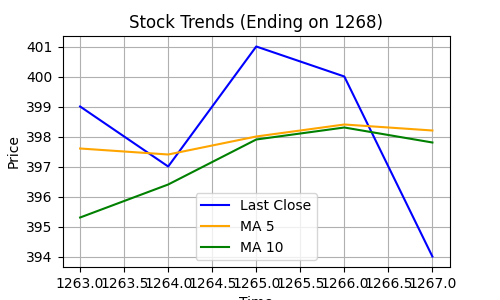 Stock Trends (Ending on 1268)
Price
401
400
399
398
397
396
395
394
Last Close
MA 5
MA 10
1263.0 1263.5 1264.0 1264.5 1265.0 1265.5 1266.0 1266.5 1267.0
Time